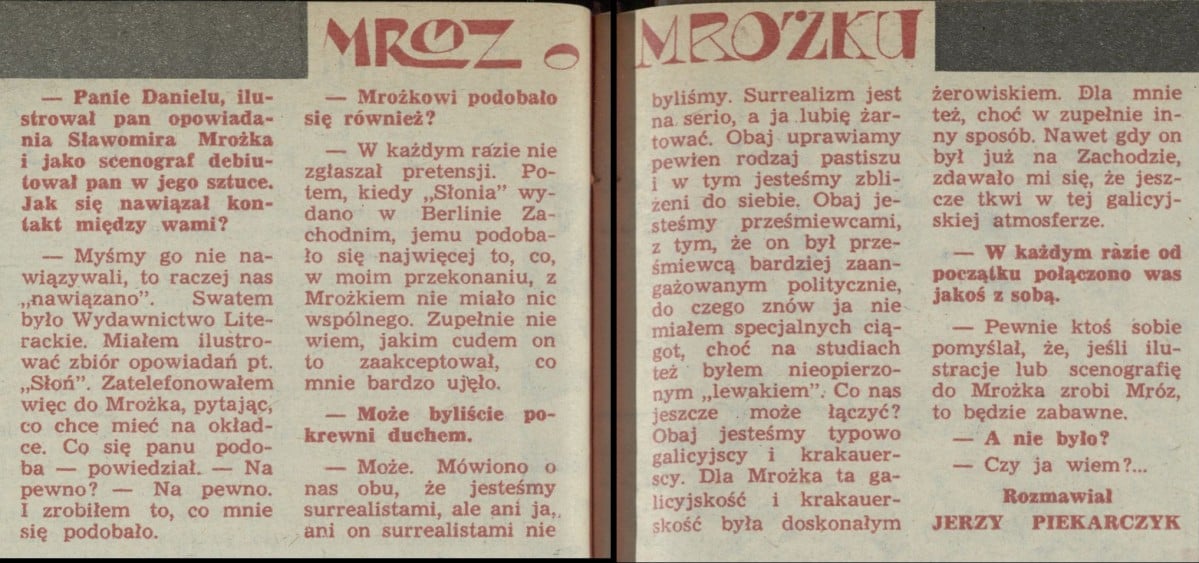 MRÓZ o MROŻKU
— Panie Danielu, ilu-
strował pan opowiada-
nia Sławomira Mrożka
i jako scenograf debiu-
tował pan w jego sztuce.
Jak się nawiązał kon-
takt między wami?
— Myśmy go nie na-
wiązywali, to raczej nas
„nawiązano”. Swatem
było Wydawnictwo Lite-
rackie. Miałem ilustro-
wać zbiór opowiadań pt.
„Słoń”. Zatelefonowałem
więc do Mrożka, pytając,
co chce mieć na okład-
ce. Co się panu podo-
ba — powiedział. — Na
pewno? — Na pewno.
I zrobiłem to, co mnie
się podobało.
— Mrożkowi podobało
się również?
— W każdym razie nie
zgłaszał pretensji. Po-
tem, kiedy „Słonia” wy-
dano w Berlinie Za-
chodnim, jemu podoba-
ło się najwięcej to, co,
w moim przekonaniu, z
Mrożkiem nie miało nic
wspólnego. Zupełnie nie
wiem, jakim cudem on
to zaakceptował, co
mnie bardzo ujęło.
— Może byliście po-
krewni duchem.
— Może. Mówiono o
nas obu, że jesteśmy
surrealistami, ale ani ja,
ani on surrealistami nie
byliśmy. Surrealizm jest
na serio, a ja lubię żar-
tować. Obaj uprawiamy
pewien rodzaj pastiszu
i w tym jesteśmy zbli-
żeni do siebie. Obaj je-
steśmy prześmiewcami,
z tym, że on był prze-
śmiewcą bardziej zaan-
gażowanym politycznie,
do czego znów ja nie
miałem specjalnych cią-
got, choć na studiach
też byłem nieopierzo-
nym „lewakiem”. Co nas
jeszcze może łączyć?
Obaj jesteśmy typowo
galicyjscy i krakauer-
scy. Dla Mrożka ta ga-
licyjskość i krakauer-
skość była doskonałym
żerowiskiem. Dla mnie
też, choć w zupełnie in-
ny sposób. Nawet gdy on
był już na Zachodzie,
zdawało mi się, że jesz-
cze tkwi w tej galicyj-
skiej atmosferze.
— W każdym razie od
początku połączono was
jakoś z sobą.
— Pewnie ktoś sobie
pomyślał, że, jeśli ilu-
stracje lub scenografię
do Mrożka zrobi Mróz,
to będzie zabawne.
— A nie było?
— Czy ja wiem?...
Rozmawiał
JERZY PIEKARCZYK